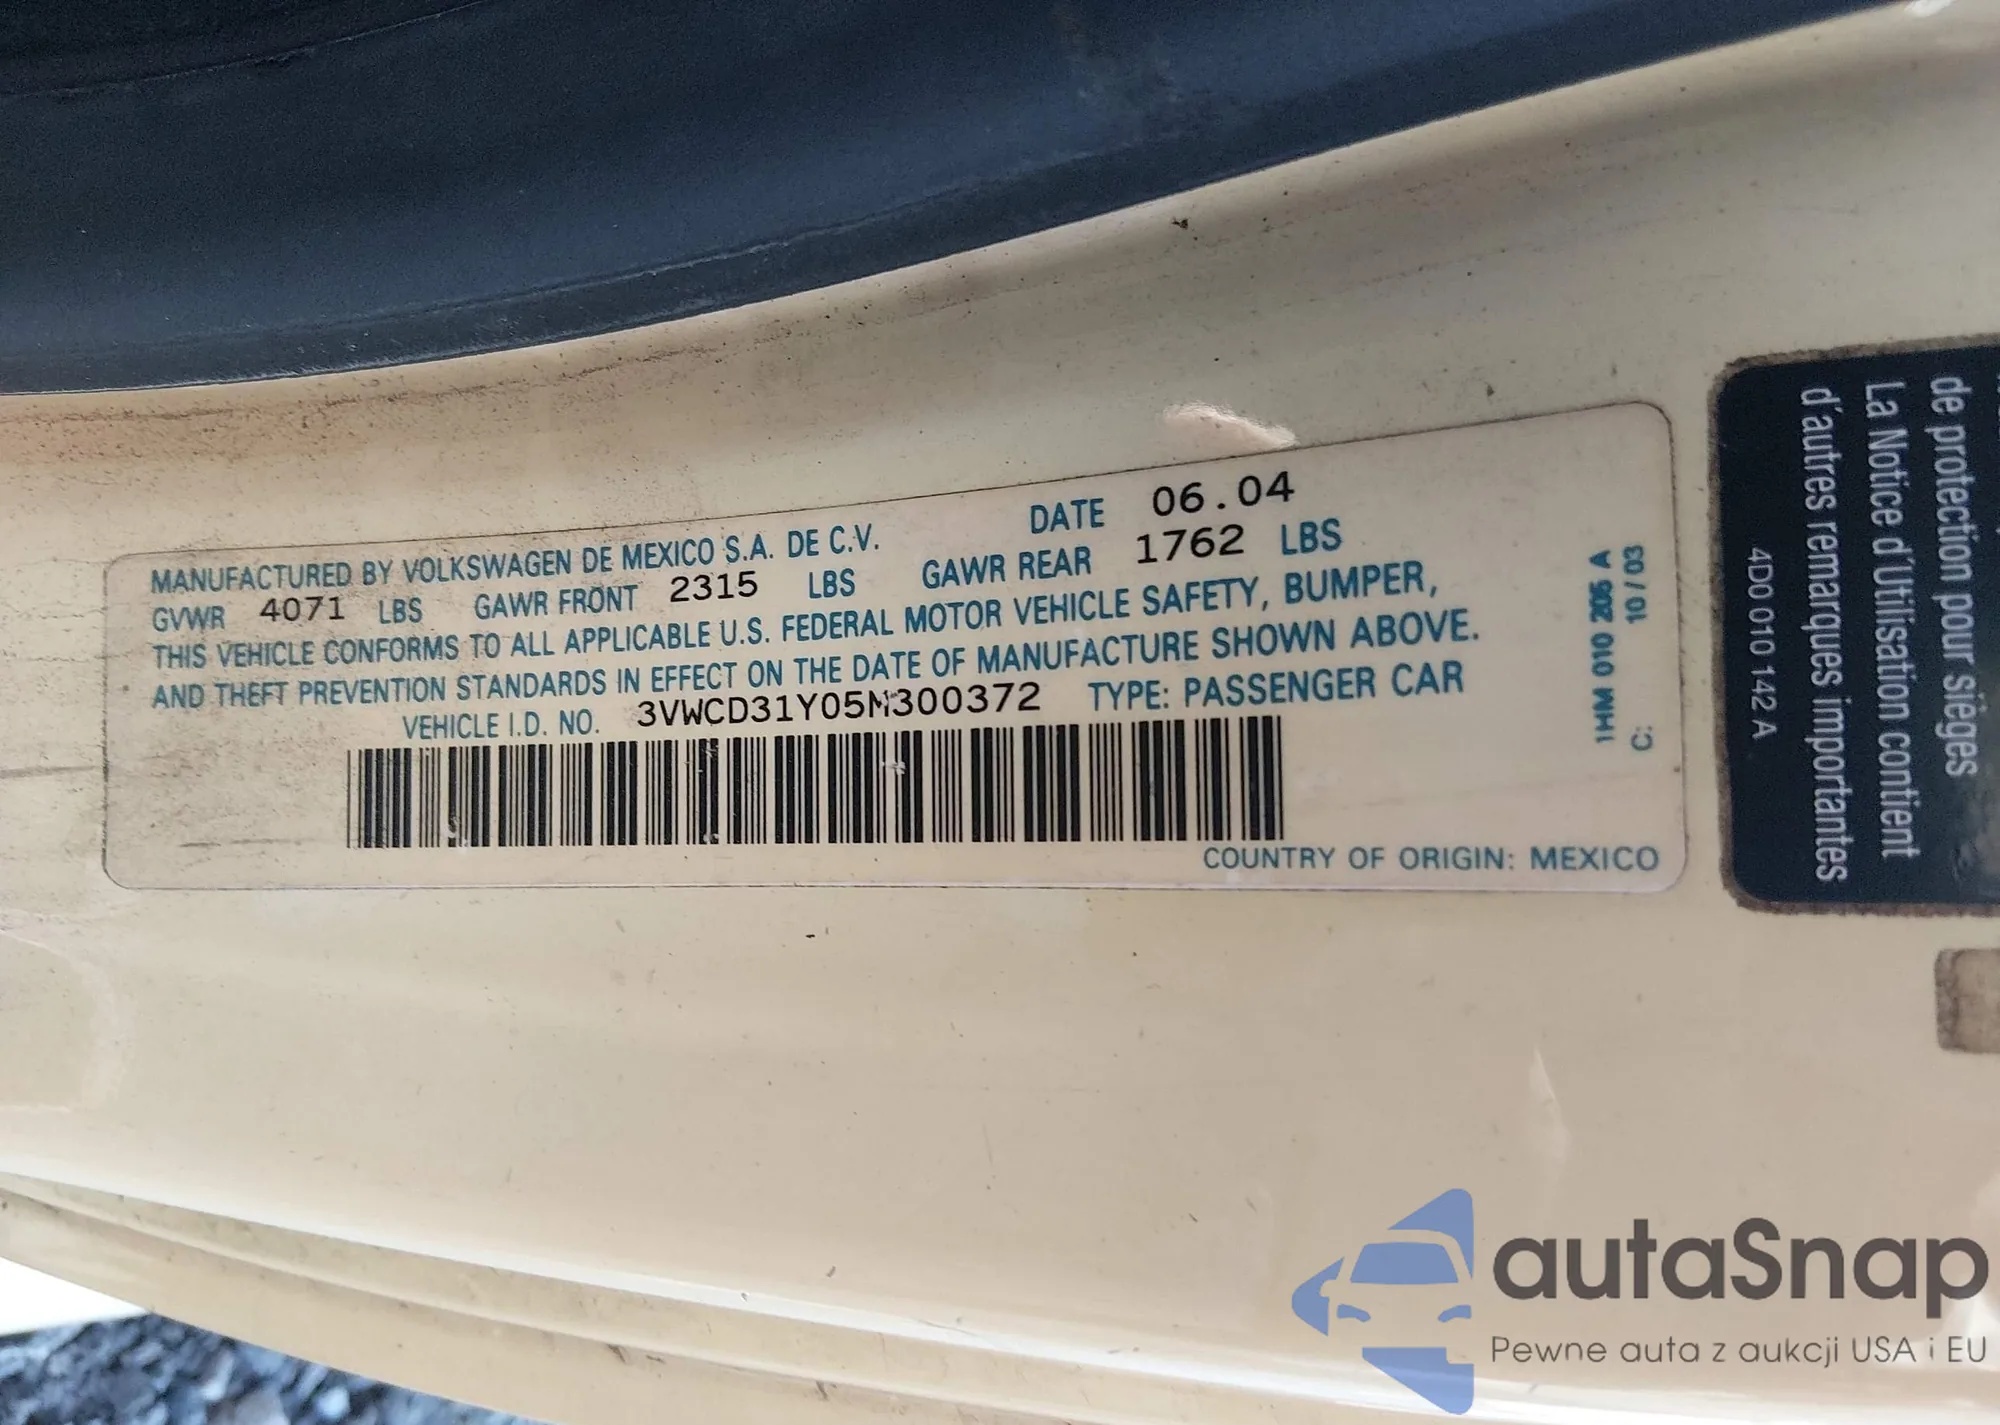 MANUFACTURED BY VOLKSWAGEN DE MEXICO S.A. DE C.V. DATE 06.04
GVWR 4071 LBS GAWR FRONT 2315 LBS GAWR REAR 1762 LBS
THIS VEHICLE CONFORMS TO ALL APPLICABLE U.S. FEDERAL MOTOR VEHICLE SAFETY, BUMPER,
AND THEFT PREVENTION STANDARDS IN EFFECT ON THE DATE OF MANUFACTURE SHOWN ABOVE.
VEHICLE I.D. NO. 3VWCD31Y05M300372 TYPE: PASSENGER CAR
COUNTRY OF ORIGIN: MEXICO
1HM 010 205 A
C: 10/03
de protection pour sièges
La Notice d'Utilisation contient
d'autres remarques importantes
4D0 010 142 A
autaSnap
Pewne auta z aukcji USA i EU